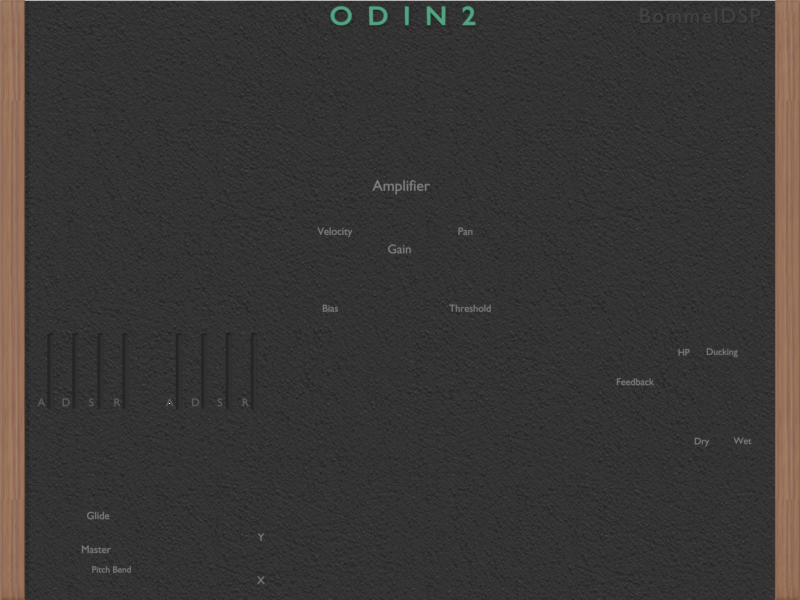 ODIN2
BommelDSP
Amplifier
Velocity
Pan
Gain
Bias
Threshold
HP
Ducking
Feedback
A D S R
A D S R
Dry
Wet
Glide
Y
Master
Pitch Bend
X